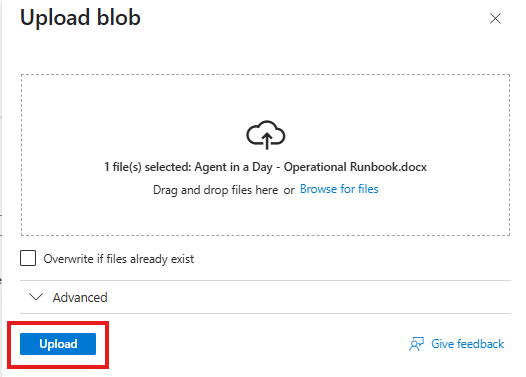 Upload blob
1 file(s) selected: Agent in a Day - Operational Runbook.docx
Drag and drop files here or Browse for files
Overwrite if files already exist
Advanced
Upload
Give feedback